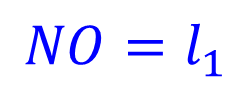 NO = l₁